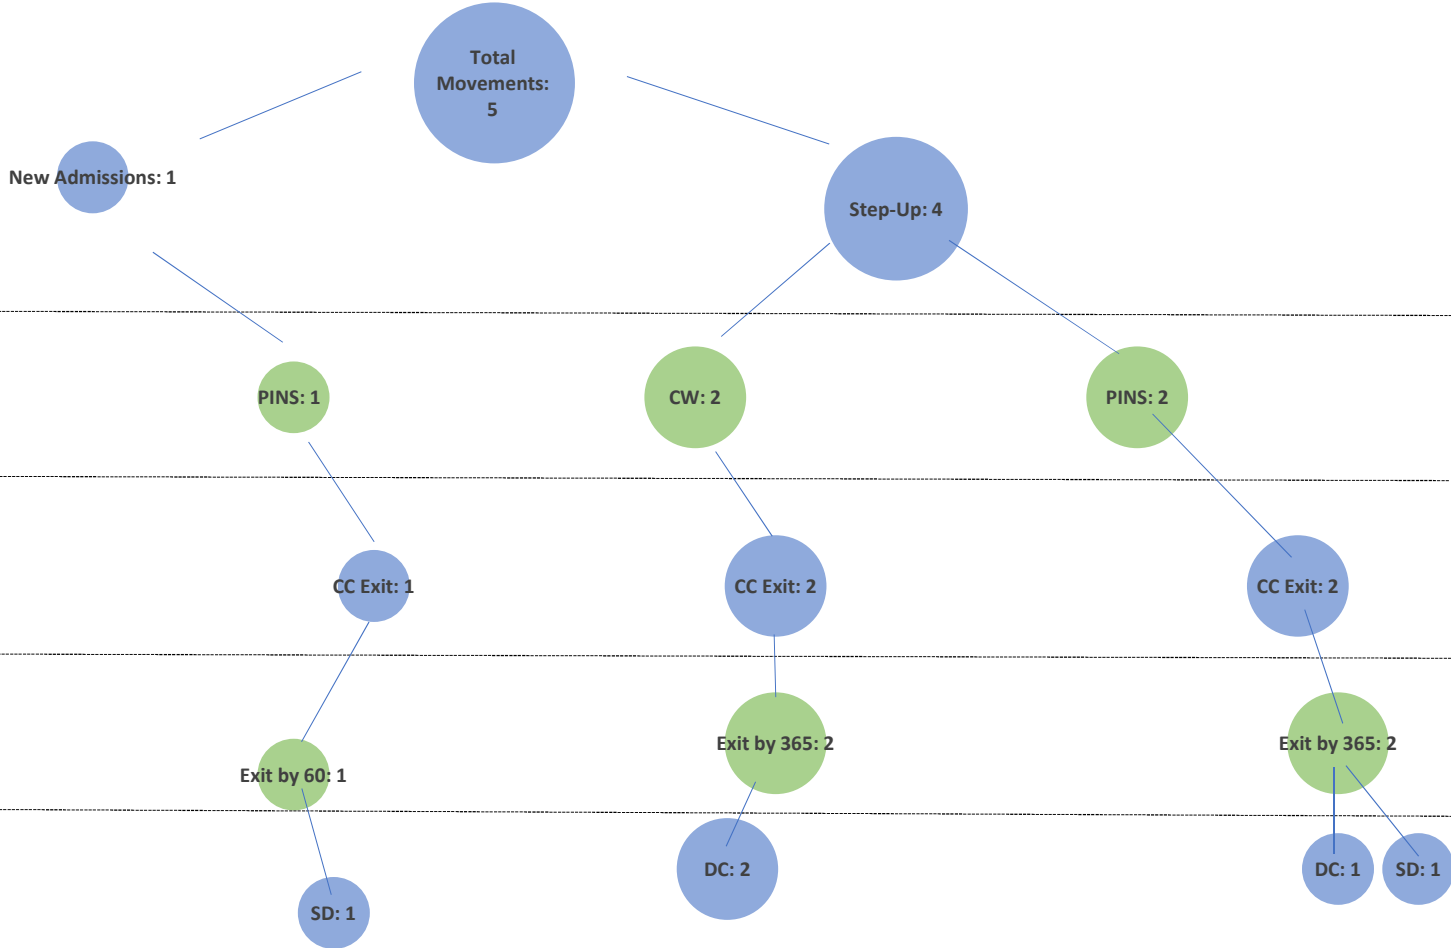 Total
Movements:
5
New Admissions: 1
Step-Up: 4
PINS: 1
CW: 2
PINS: 2
CC Exit: 1
CC Exit: 2
CC Exit: 2
Exit by 365: 2
Exit by 365: 2
Exit by 60: 1
DC: 2
DC: 1
SD: 1
SD: 1